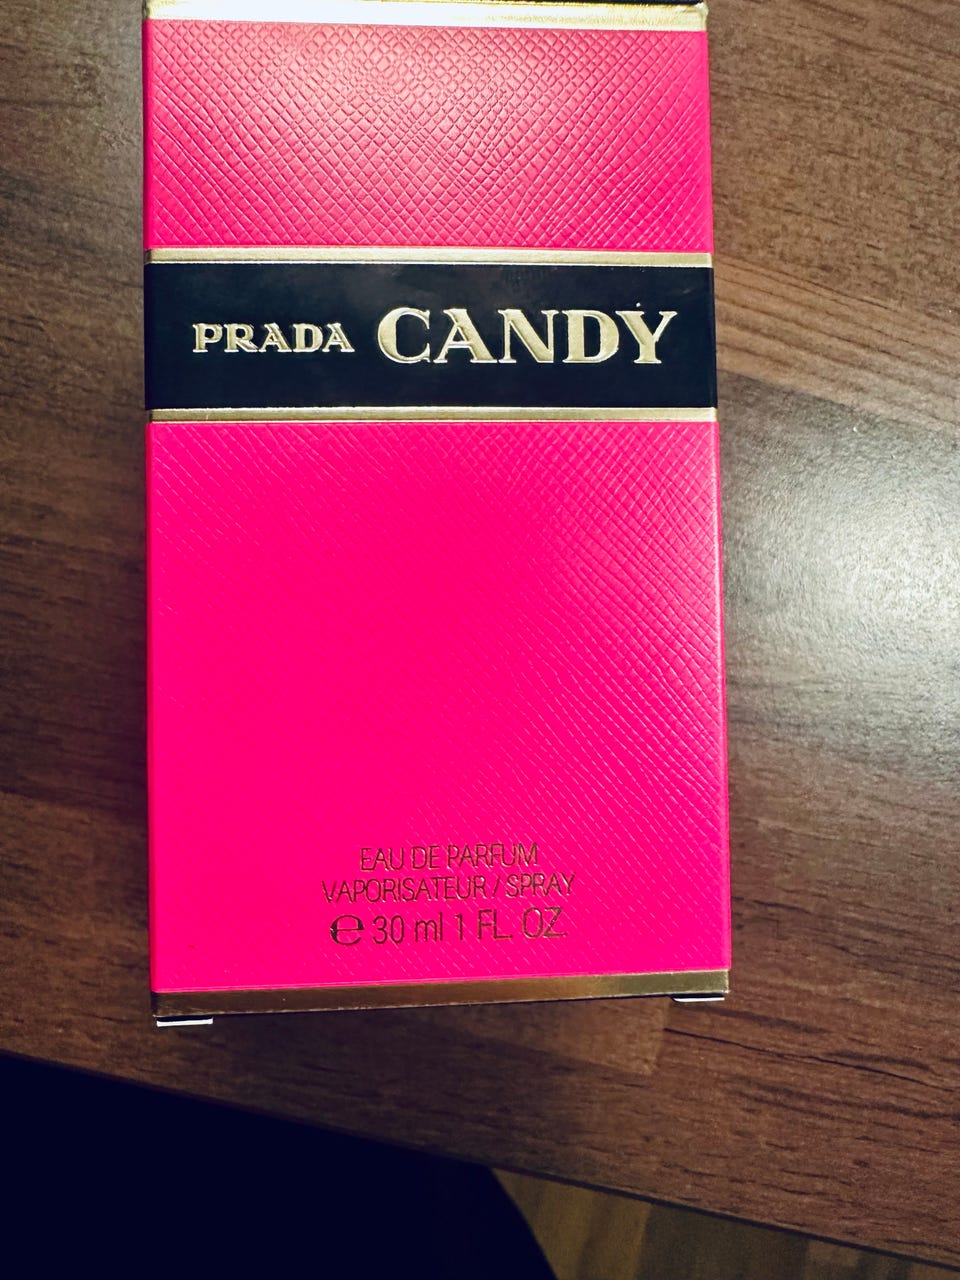 PRADA CANDY
EAU DE PARFUM
VAPORISATEUR / SPRAY
℮ 30 ml 1 FL. OZ.